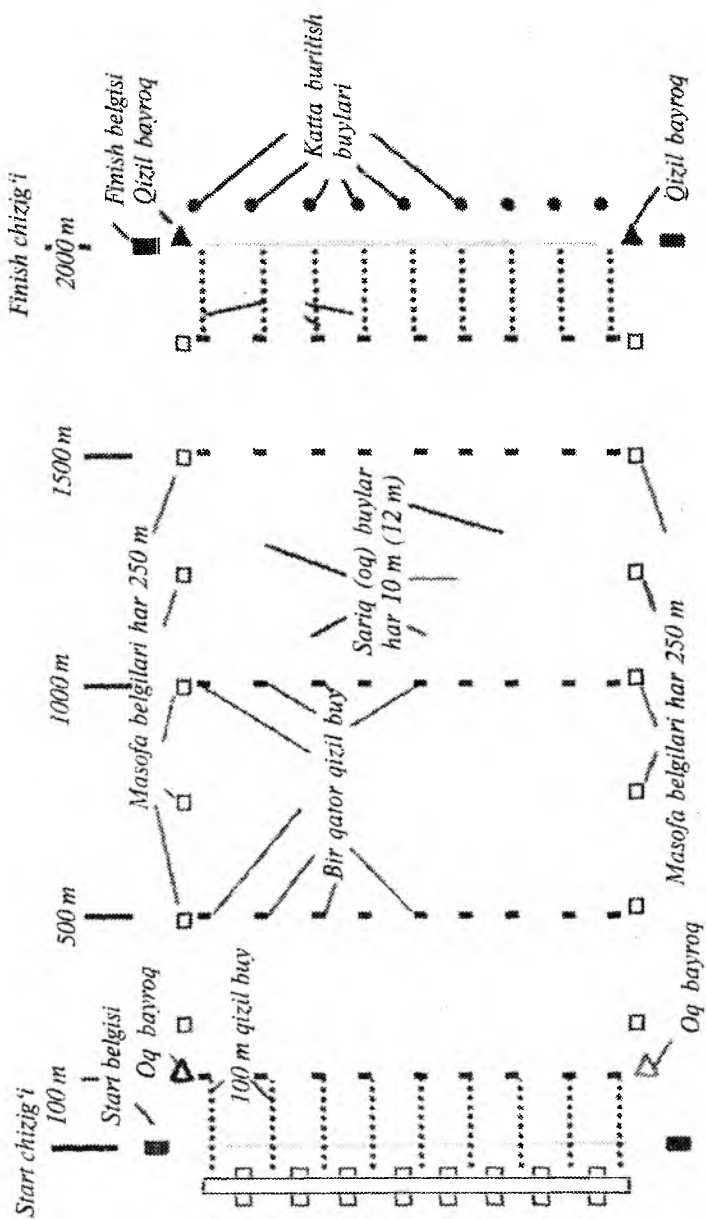 Start chizig‘i
100 m
Start belgisi
Oq bayroq
100 m qizil buy
500 m
1000 m
1500 m
Finish chizig‘i
2000 m
Finish belgisi
Qizil bayroq
Masofa belgilari har 250 m
Bir qator qizil buy
Sariq (oq) buylar
har 10 m (12 m)
Katta burilish
buylari
Oq bayroq
Masofa belgilari har 250 m
Qizil bayroq